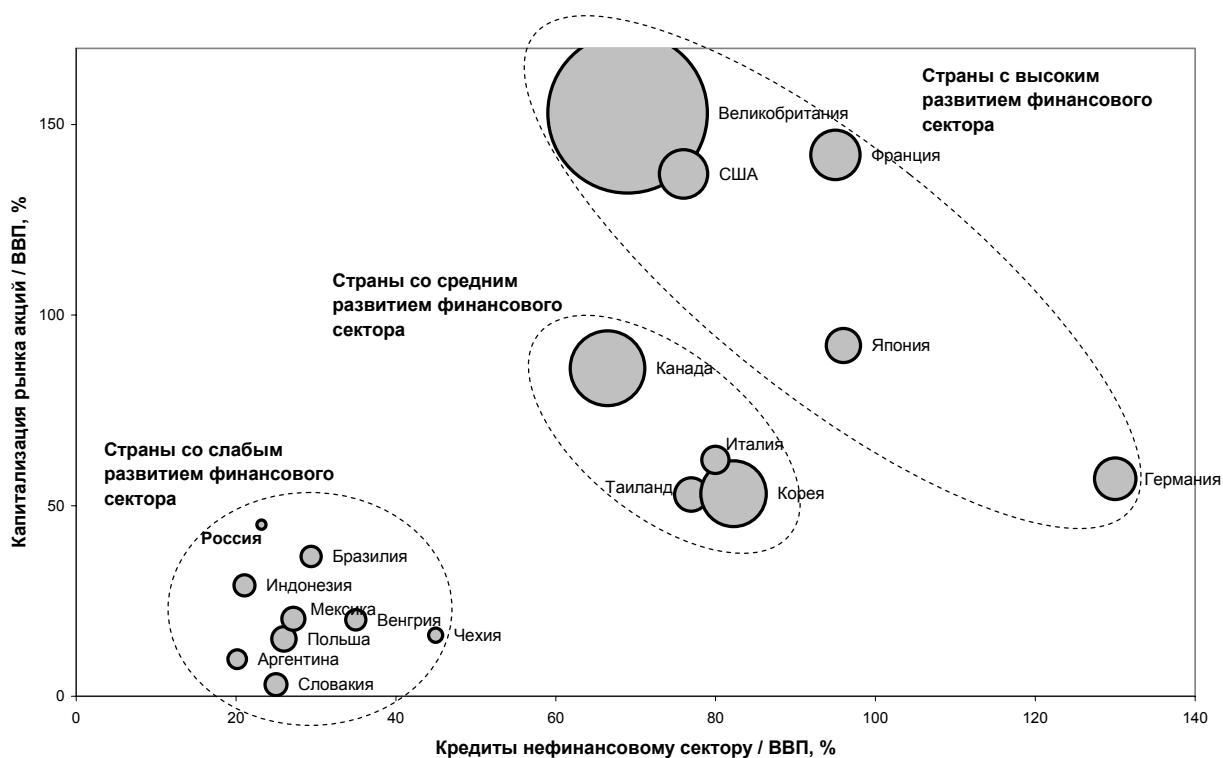 Капитализация рынка акций / ВВП, %
150
100
50
0
Страны с высоким
развитием финансового
сектора
Великобритания
Франция
США
Страны со средним
развитием финансового
сектора
Япония
Канада
Италия
Таиланд
Корея
Германия
Страны со слабым
развитием финансового
сектора
Россия
Бразилия
Индонезия
Мексика
Венгрия
Польша
Чехия
Аргентина
Словакия
0
20
40
60
80
100
120
140
Кредиты нефинансовому сектору / ВВП, %